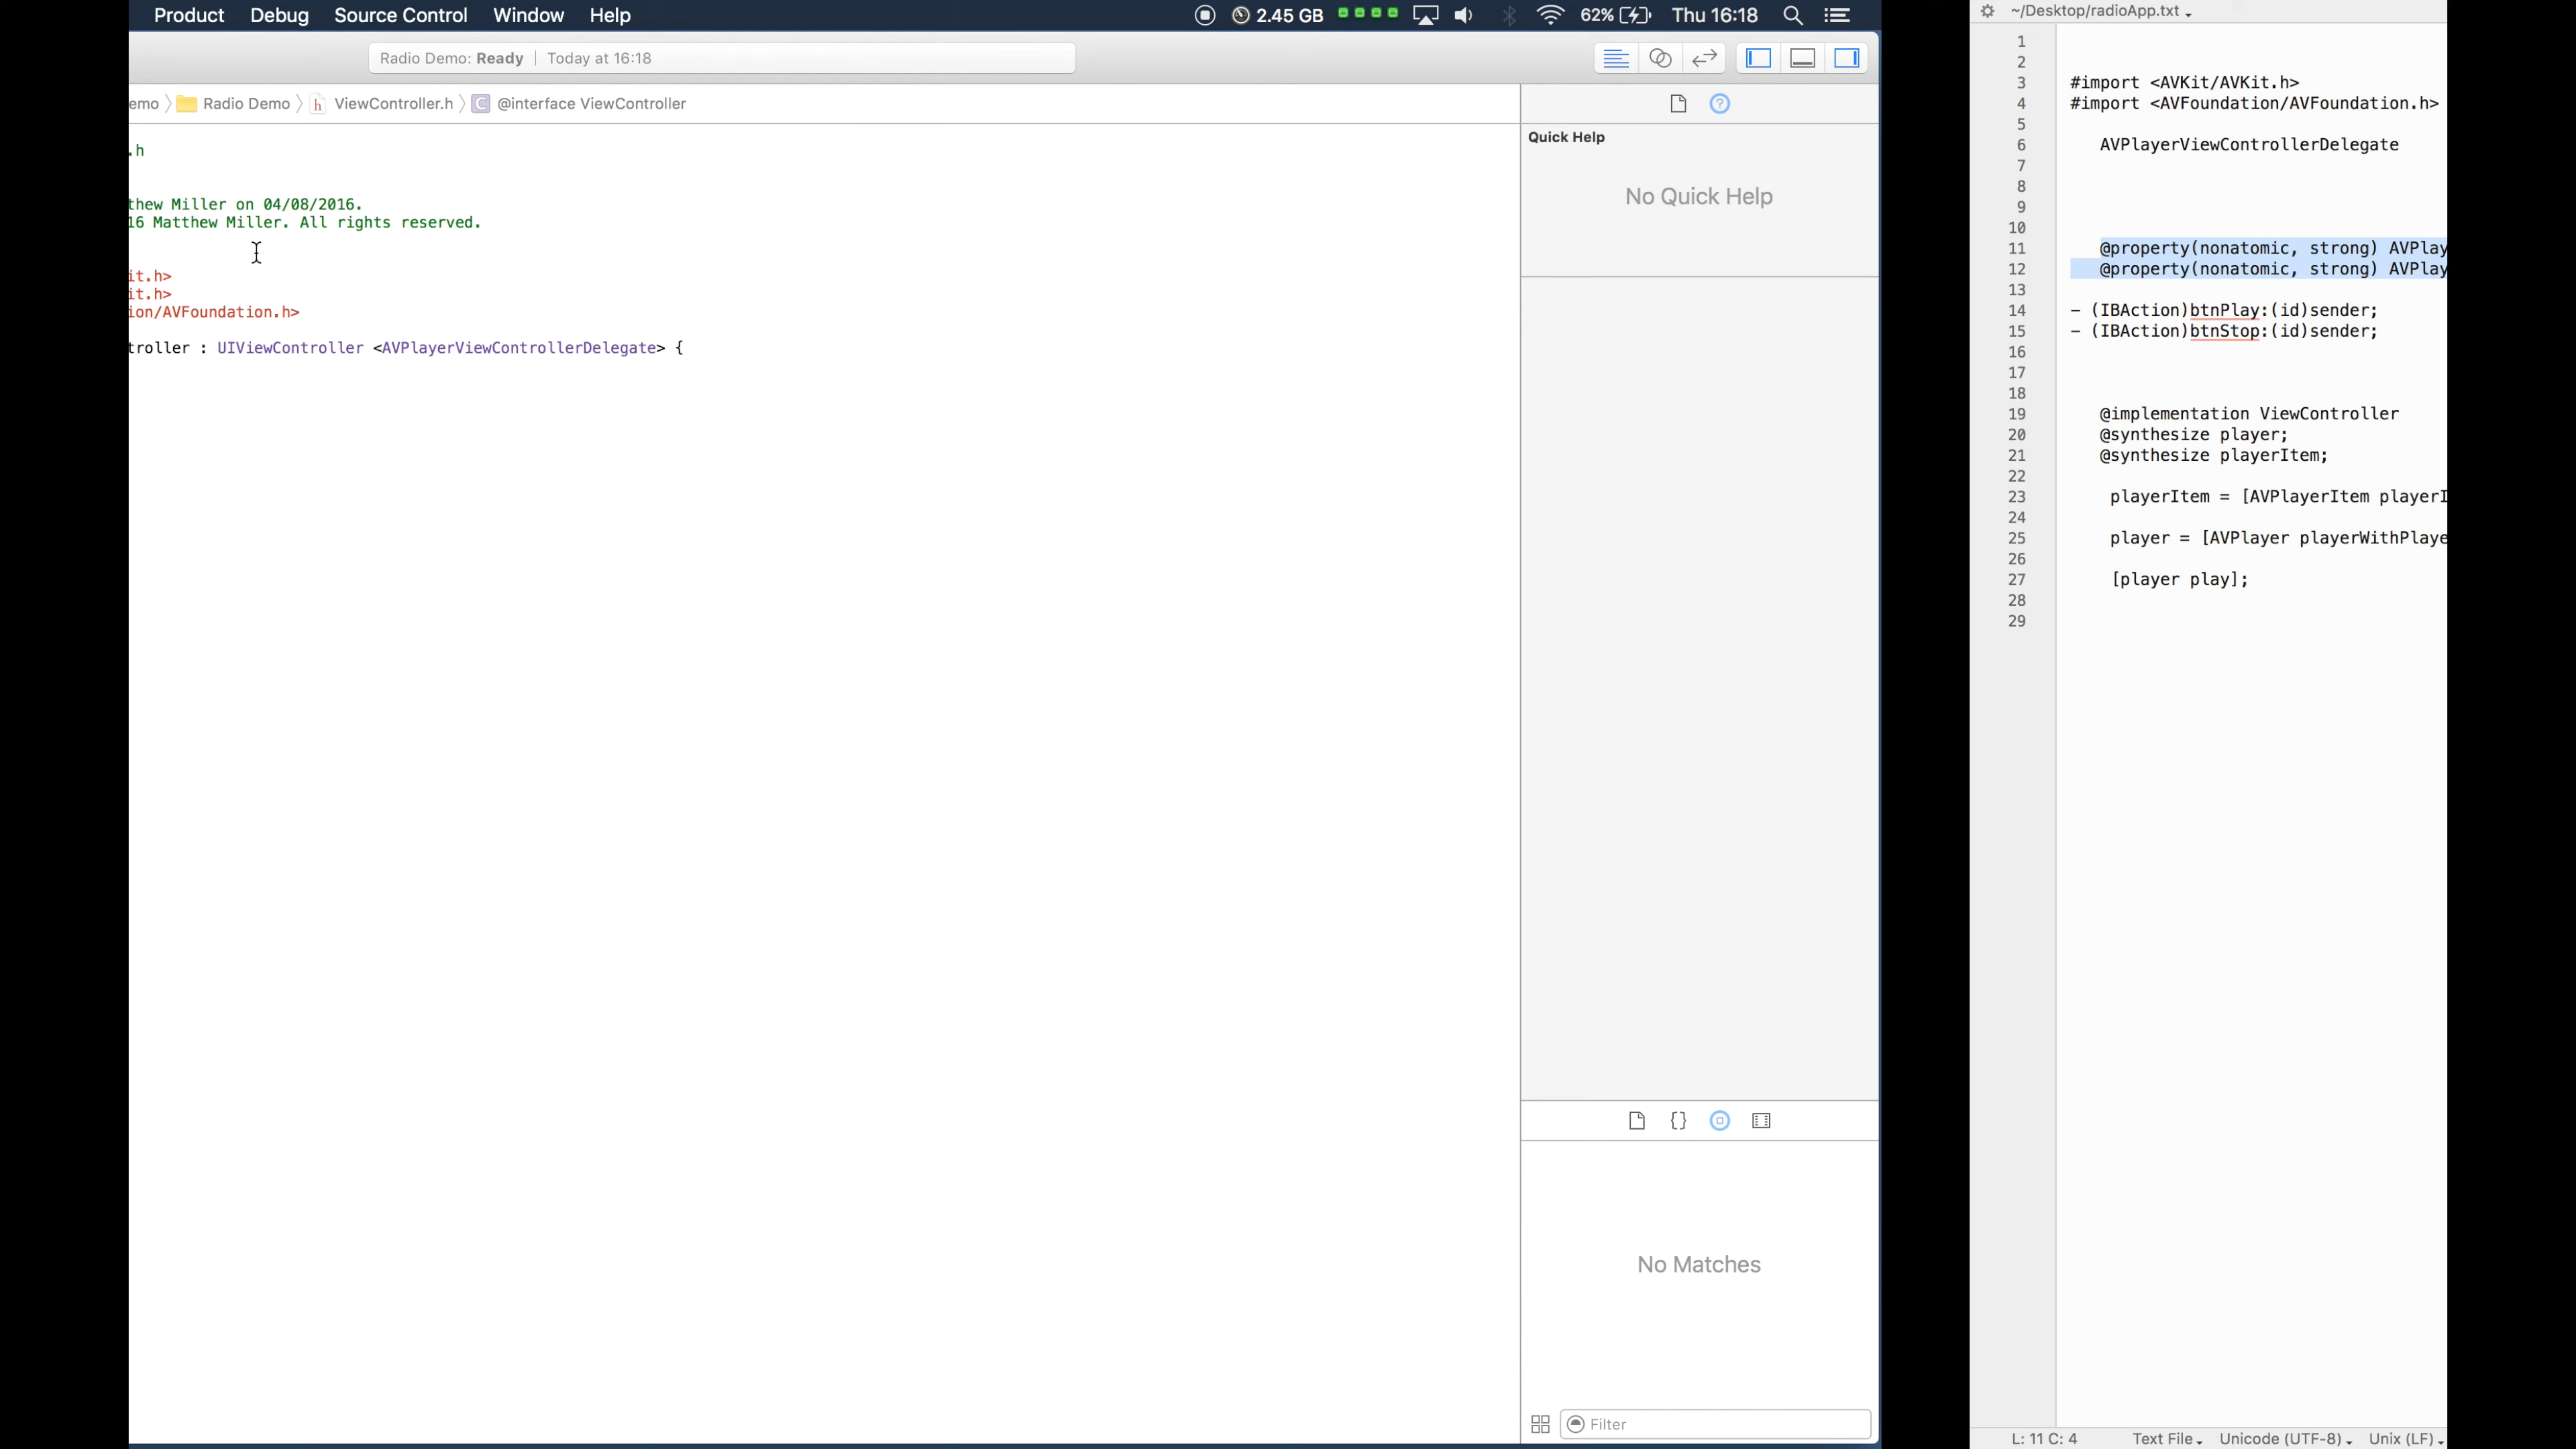 Product Debug Source Control Window Help 2.45 GB 62% Thu 16:18
Radio Demo: Ready | Today at 16:18
emo Radio Demo h ViewController.h C @interface ViewController
.h
thew Miller on 04/08/2016.
16 Matthew Miller. All rights reserved.
it.h>
it.h>
ion/AVFoundation.h>
troller : UIViewController <AVPlayerViewControllerDelegate> {
Quick Help
No Quick Help
No Matches
Filter
~/Desktop/radioApp.txt
1
2
3 #import <AVKit/AVKit.h>
4 #import <AVFoundation/AVFoundation.h>
5
6 AVPlayerViewControllerDelegate
7
8
9
10
11 @property(nonatomic, strong) AVPlay
12 @property(nonatomic, strong) AVPlay
13
14 - (IBAction)btnPlay:(id)sender;
15 - (IBAction)btnStop:(id)sender;
16
17
18
19 @implementation ViewController
20 @synthesize player;
21 @synthesize playerItem;
22
23 playerItem = [AVPlayerItem playerI
24
25 player = [AVPlayer playerWithPlaye
26
27 [player play];
28
29
L: 11 C: 4 Text File Unicode (UTF-8) Unix (LF)